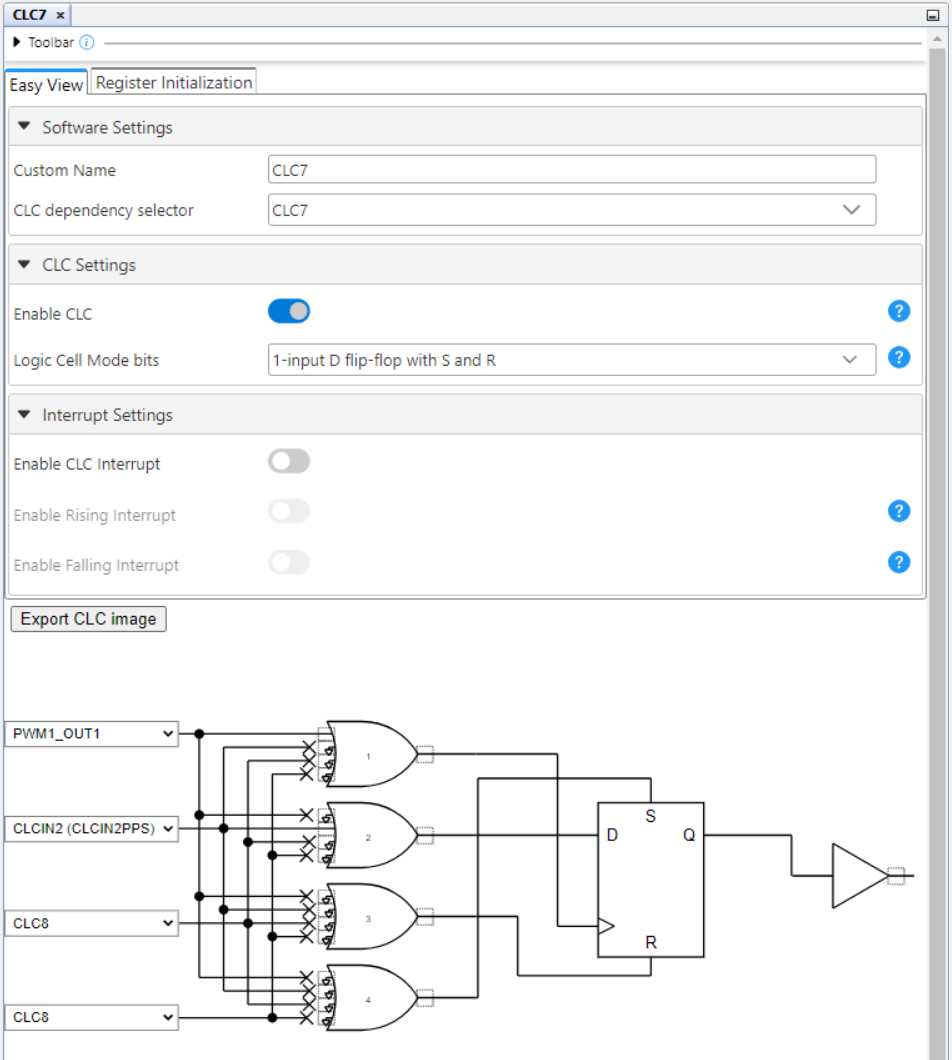 CLC7 ×
Toolbar
Easy View
Register Initialization
Software Settings
Custom Name
CLC7
CLC dependency selector
CLC7
CLC Settings
Enable CLC
?
Logic Cell Mode bits
1-input D flip-flop with S and R
?
Interrupt Settings
Enable CLC Interrupt
Enable Rising Interrupt
?
Enable Falling Interrupt
?
Export CLC image
PWM1_OUT1
1
S
CLCIN2 (CLCIN2PPS)
2
D
Q
CLC8
3
R
4
CLC8